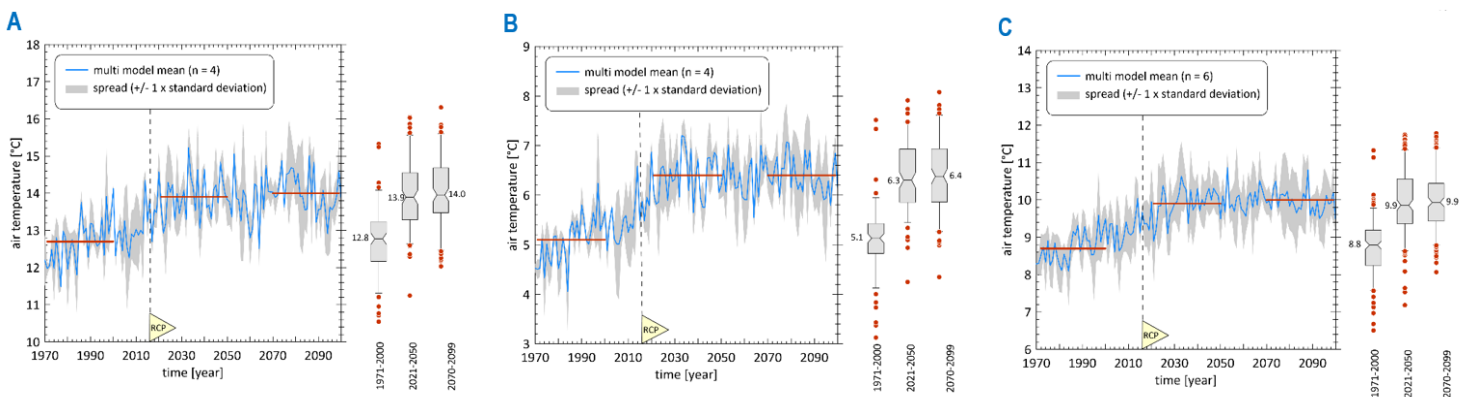 A
air temperature [°C]
18
17
16
15
14
13
12
11
10
multi model mean (n = 4)
spread (+/- 1 x standard deviation)
RCP
1970 1990 2010 2030 2050 2070 2090
time [year]
12.8
13.9
14.0
1971-2000
2021-2050
2070-2099
B
air temperature [°C]
9
8
7
6
5
4
3
multi model mean (n = 4)
spread (+/- 1 x standard deviation)
RCP
1970 1990 2010 2030 2050 2070 2090
time [year]
5.1
6.3
6.4
1971-2000
2021-2050
2070-2099
C
air temperature [°C]
14
13
12
11
10
9
8
7
6
multi model mean (n = 6)
spread (+/- 1 x standard deviation)
RCP
1970 1990 2010 2030 2050 2070 2090
time [year]
8.8
9.9
9.9
1971-2000
2021-2050
2070-2099